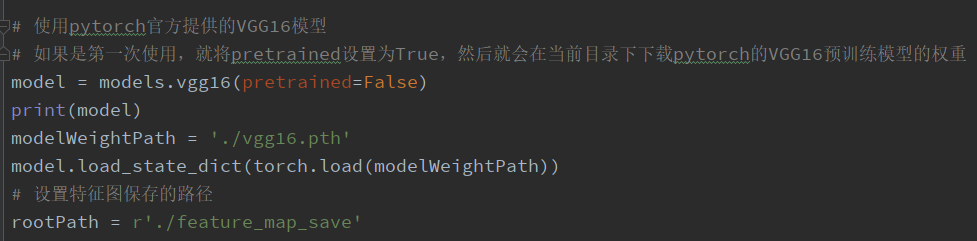 # 使用pytorch官方提供的VGG16模型
# 如果是第一次使用，就将pretrained设置为True，然后就会在当前目录下下载pytorch的VGG16预训练模型的权重
model = models.vgg16(pretrained=False)
print(model)
modelWeightPath = './vgg16.pth'
model.load_state_dict(torch.load(modelWeightPath))
# 设置特征图保存的路径
rootPath = r'./feature_map_save'